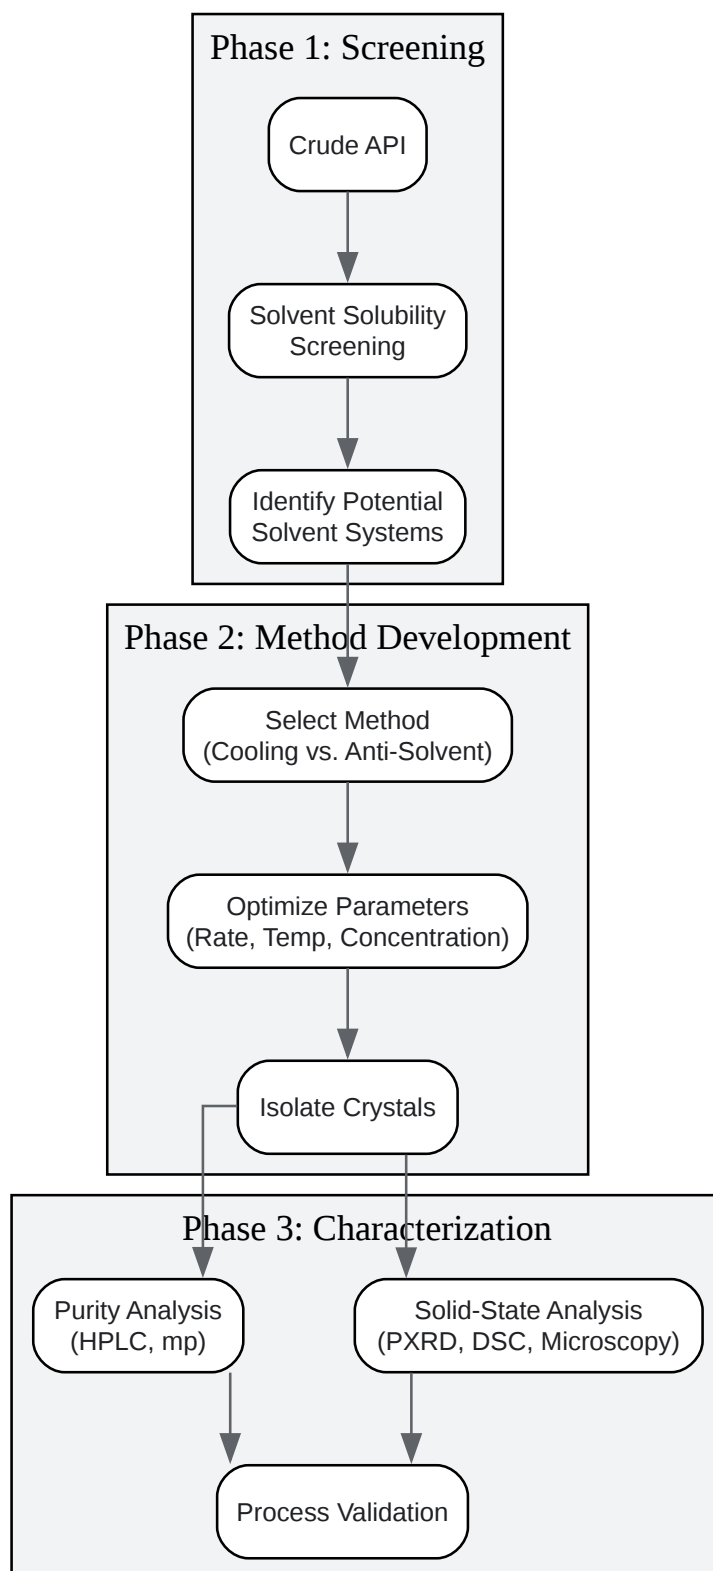 Phase 1: Screening
Crude API
Solvent Solubility
Screening
Identify Potential
Solvent Systems
Phase 2: Method Development
Select Method
(Cooling vs. Anti-Solvent)
Optimize Parameters
(Rate, Temp, Concentration)
Isolate Crystals
Phase 3: Characterization
Purity Analysis
(HPLC, mp)
Solid-State Analysis
(PXRD, DSC, Microscopy)
Process Validation